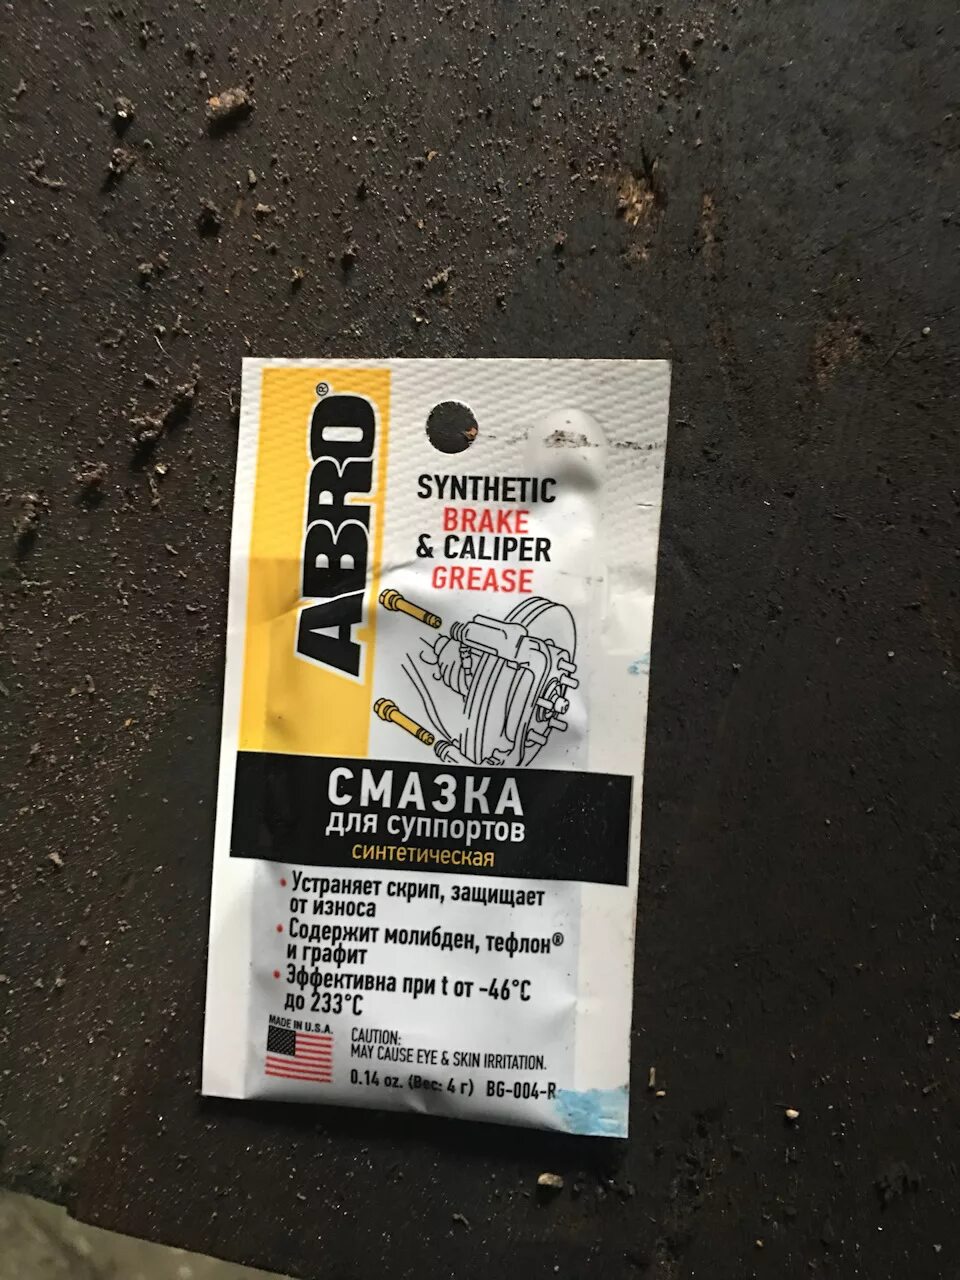 ABRO®
SYNTHETIC
BRAKE
& CALIPER
GREASE
СМАЗКА
для суппортов
синтетическая
• Устраняет скрип, защищает
от износа
• Содержит молибден, тефлон®
и графит
• Эффективна при t от -46°C
до 233°C
MADE IN U.S.A.
CAUTION:
MAY CAUSE EYE & SKIN IRRITATION.
0.14 oz. (Вес: 4 г) BG-004-R